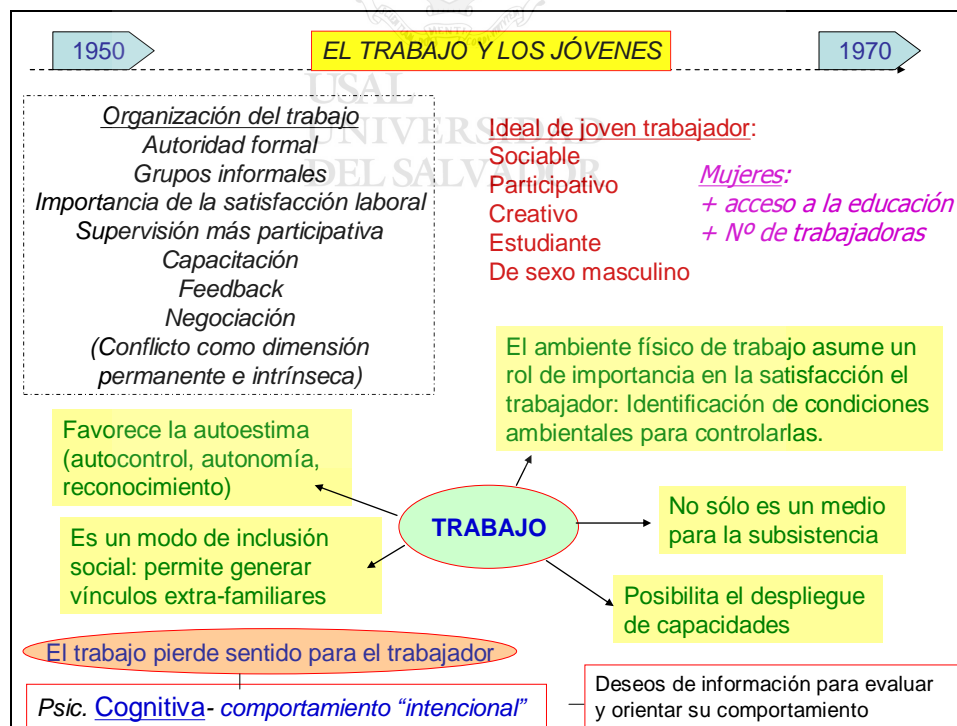 1950
EL TRABAJO Y LOS JÓVENES
1970
USAL
UNIVERSIDAD
DEL SALVADOR
Organización del trabajo
Autoridad formal
Grupos informales
Importancia de la satisfacción laboral
Supervisión más participativa
Capacitación
Feedback
Negociación
(Conflicto como dimensión
permanente e intrínseca)
Ideal de joven trabajador:
Sociable
Participativo
Creativo
Estudiante
De sexo masculino
Mujeres:
+ acceso a la educación
+ Nº de trabajadoras
El ambiente físico de trabajo asume un
rol de importancia en la satisfacción el
trabajador: Identificación de condiciones
ambientales para controlarlas.
Favorece la autoestima
(autocontrol, autonomía,
reconocimiento)
TRABAJO
No sólo es un medio
para la subsistencia
Es un modo de inclusión
social: permite generar
vínculos extra-familiares
Posibilita el despliegue
de capacidades
El trabajo pierde sentido para el trabajador
Psic. Cognitiva- comportamiento “intencional”
Deseos de información para evaluar
y orientar su comportamiento